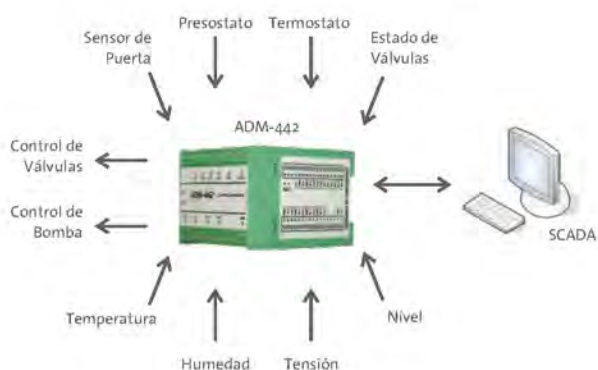 Presostato
Termostato
Sensor de
Puerta
Estado de
Válvulas
ADM-442
Control de
Válvulas
Control de
Bomba
SCADA
Temperatura
Nivel
Humedad
Tensión